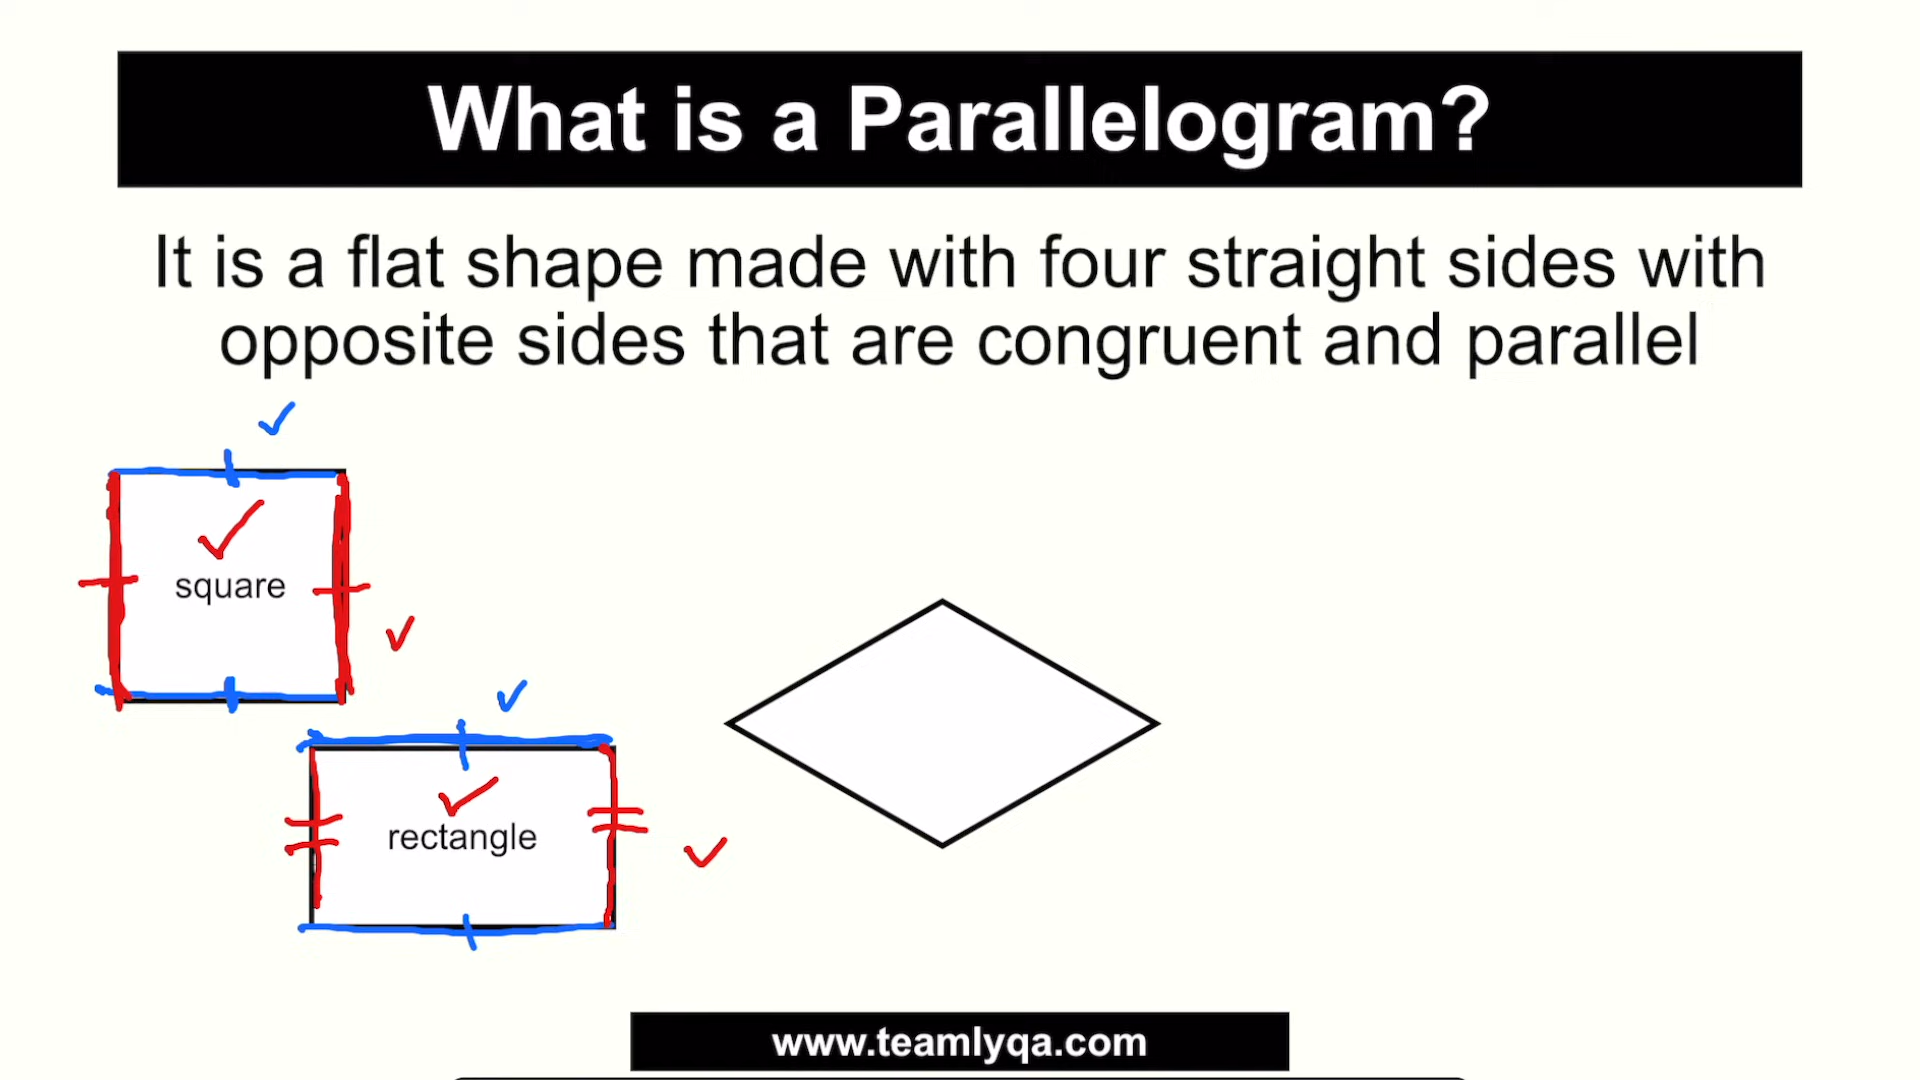 What is a Parallelogram?
It is a flat shape made with four straight sides with
opposite sides that are congruent and parallel
square
rectangle
www.teamlyqa.com